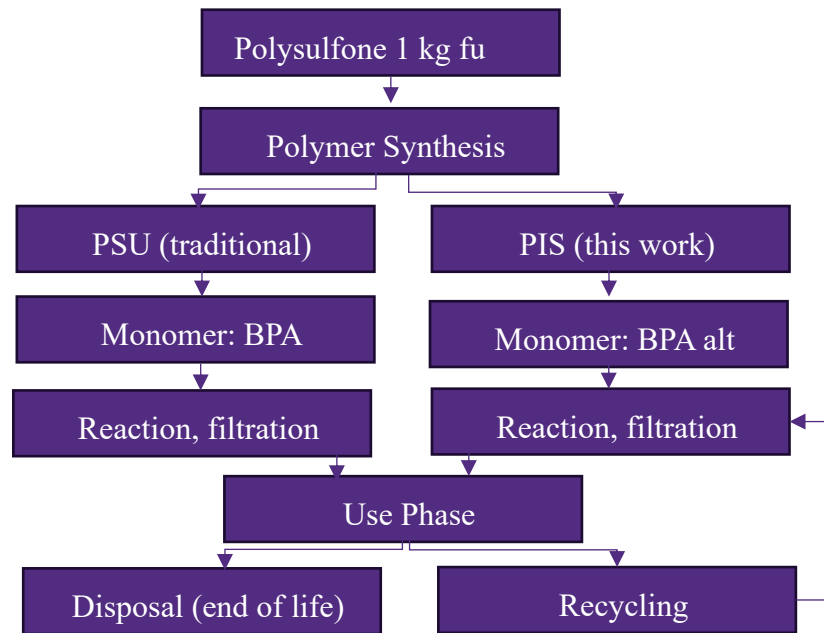 Polysulfone 1 kg fu
Polymer Synthesis
PSU (traditional)
PIS (this work)
Monomer: BPA
Monomer: BPA alt
Reaction, filtration
Reaction, filtration
Use Phase
Disposal (end of life)
Recycling